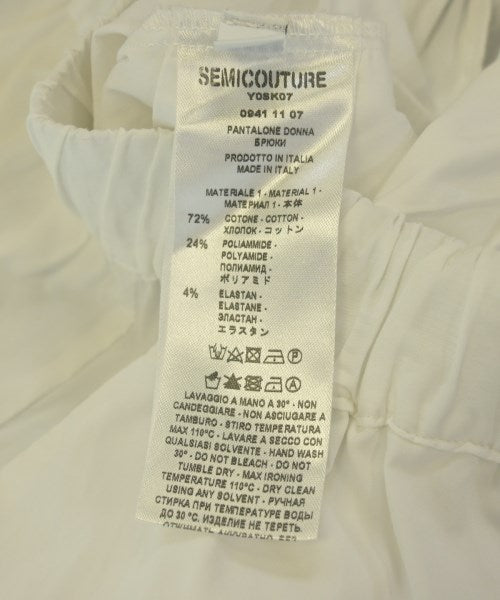 SEMICOUTURE
Y0SK07
0941 11 07
PANTALONE DONNA
БРЮКИ
PRODOTTO IN ITALIA
MADE IN ITALY
MATERIALE 1 - MATERIAL 1 -
МАТЕРИАЛ 1 - 本体
72% COTONE - COTTON -
ХЛОПОК - コットン
24% POLIAMMIDE -
POLYAMIDE -
ПОЛИАМИД -
ポリアミド
4% ELASTAN -
ELASTANE -
ЭЛАСТАН -
エラスタン
LAVAGGIO A MANO A 30° - NON
CANDEGGIARE - NON ASCIUGARE A
TAMBURO - STIRO TEMPERATURA
MAX 110°C - LAVARE A SECCO CON
QUALSIASI SOLVENTE - HAND WASH
30° - DO NOT BLEACH - DO NOT
TUMBLE DRY - MAX IRONING
TEMPERATURE 110°C - DRY CLEAN
USING ANY SOLVENT - РУЧНАЯ
СТИРКА ПРИ ТЕМПЕРАТУРЕ ВОДЫ
ДО 30°С. ИЗДЕЛИЕ НЕ ТЕРЕТЬ.
ОТЖИМАТЬ АККУРАТНО. БЕЗ